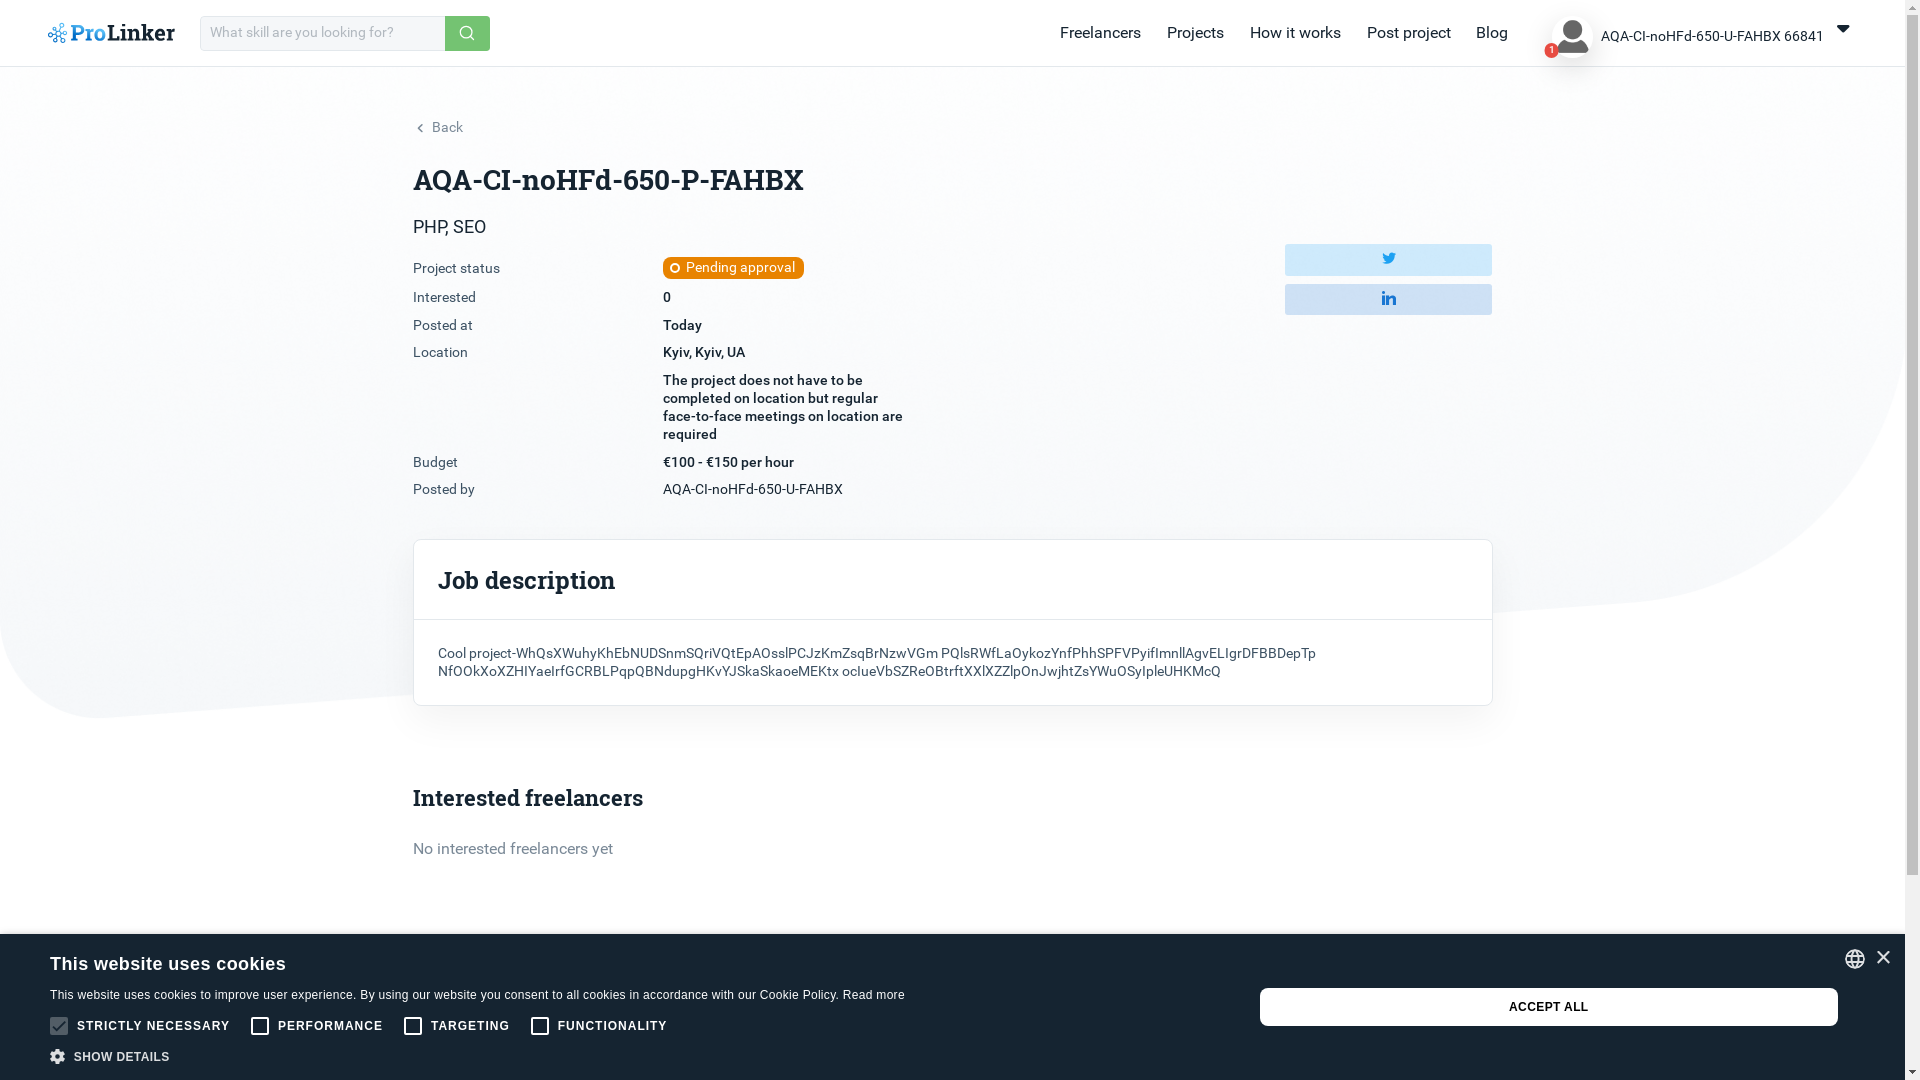 ProLinker
What skill are you looking for?
Freelancers Projects How it works Post project Blog
1
AQA-CI-noHFd-650-U-FAHBX 66841
Back
AQA-CI-noHFd-650-P-FAHBX
PHP, SEO
Project status Pending approval
Interested 0
Posted at Today
Location Kyiv, Kyiv, UA
The project does not have to be
completed on location but regular
face-to-face meetings on location are
required
Budget €100 - €150 per hour
Posted by AQA-CI-noHFd-650-U-FAHBX
Job description
Cool project-WhQsXWuhyKhEbNUDSnmSQriVQtEpAOsslPCJzKmZsqBrNzwVGm PQlsRWfLaOykozYnfPhhSPFVPyifImnllAgvELIgrDFBBDepTp
NfOOkXoXZHIYaeIrfGCRBLPqpQBNdupgHKvYJSkaSkaoeMEKtx ocIueVbSZReOBtrftXXlXZZlpOnJwjhtZsYWuOSyIpleUHKMcQ
Interested freelancers
No interested freelancers yet
This website uses cookies
This website uses cookies to improve user experience. By using our website you consent to all cookies in accordance with our Cookie Policy. Read more
STRICTLY NECESSARY PERFORMANCE TARGETING FUNCTIONALITY
SHOW DETAILS
ACCEPT ALL